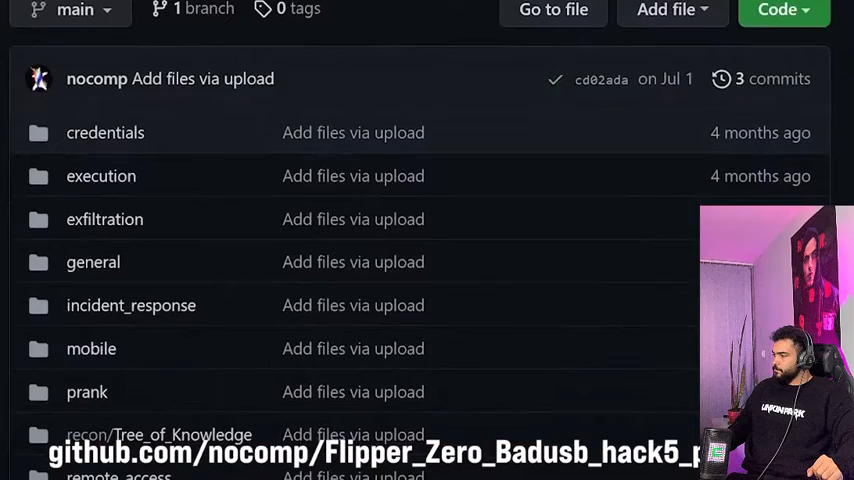 main 1 branch 0 tags Go to file Add file Code
nocomp Add files via upload cd02ada on Jul 1 3 commits
credentials Add files via upload 4 months ago
execution Add files via upload 4 months ago
exfiltration Add files via upload
general Add files via upload
incident_response Add files via upload
mobile Add files via upload
prank Add files via upload
recon/Tree_of_Knowledge Add files via upload
github.com/nocomp/Flipper_Zero_Badusb_hack5_p
remote_access
LINKIN PARK